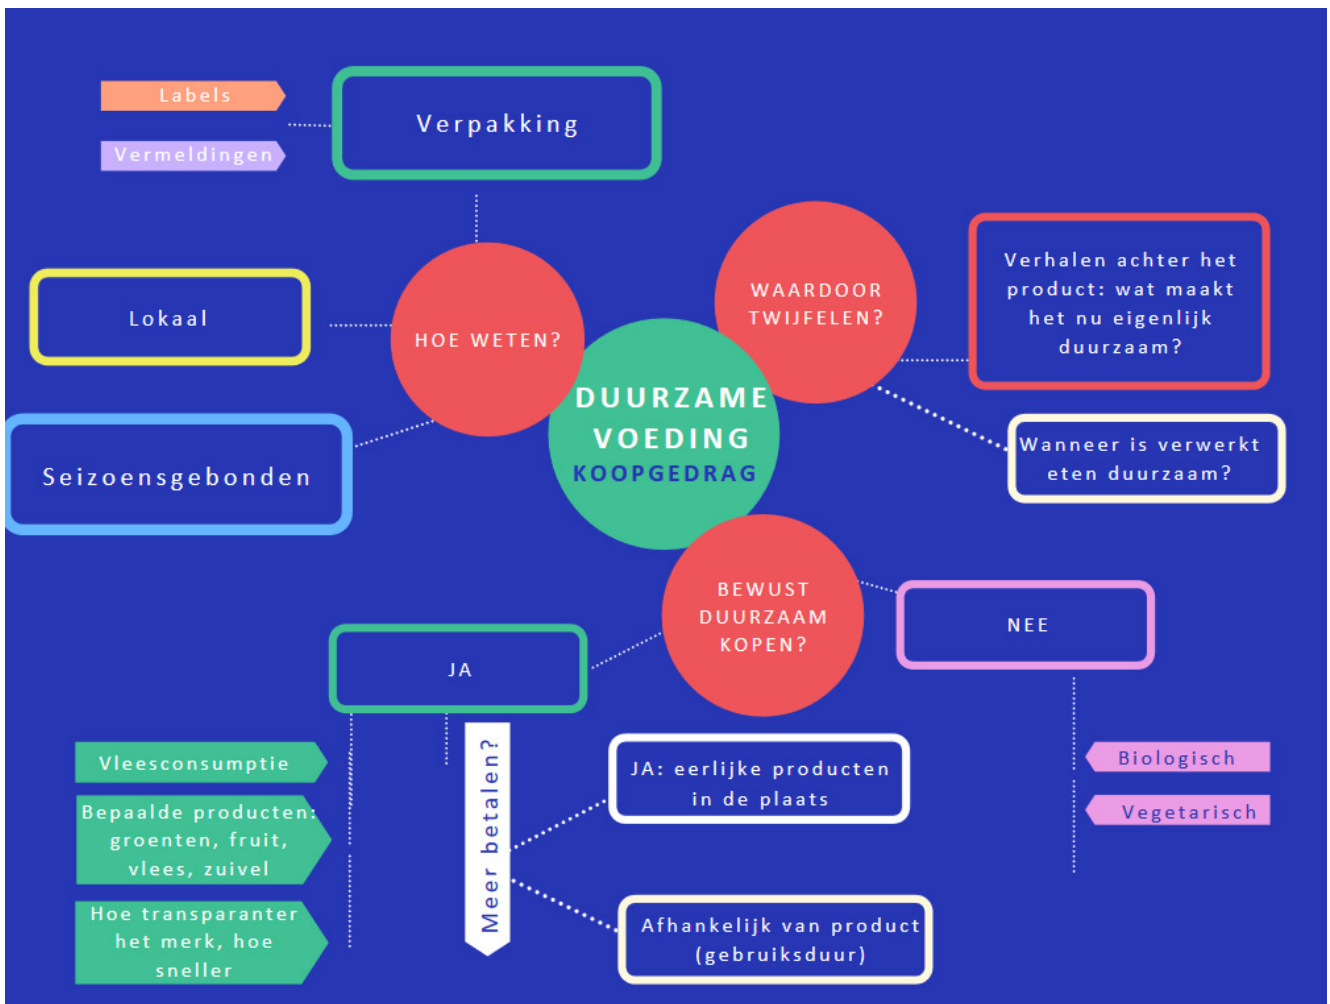 Labels
Vermeldingen
Verpakking
Lokaal
Seizoensgebonden
HOE WETEN?
WAARDOOR
TWIJFELEN?
Verhalen achter het
product: wat maakt
het nu eigenlijk
duurzaam?
Wanneer is verwerkt
eten duurzaam?
DUURZAME
VOEDING
KOOPGEDRAG
BEWUST
DUURZAAM
KOPEN?
NEE
Biologisch
Vegetarisch
JA
Vleesconsumptie
Bepaalde producten:
groenten, fruit,
vlees, zuivel
Hoe transparanter
het merk, hoe
sneller
Meer betalen?
JA: eerlijke producten
in de plaats
Afhankelijk van product
(gebruiksduur)